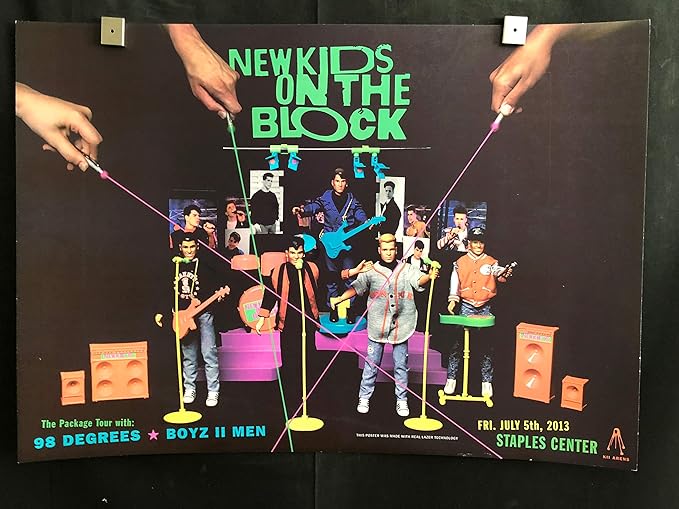 NEW KIDS
ON THE
BLOCK
The Package Tour with:
98 DEGREES ★ BOYZ II MEN
THIS POSTER WAS MADE WITH REAL LAZER TECHNOLOGY
FRI. JULY 5th, 2013
STAPLES CENTER
KII ARENS